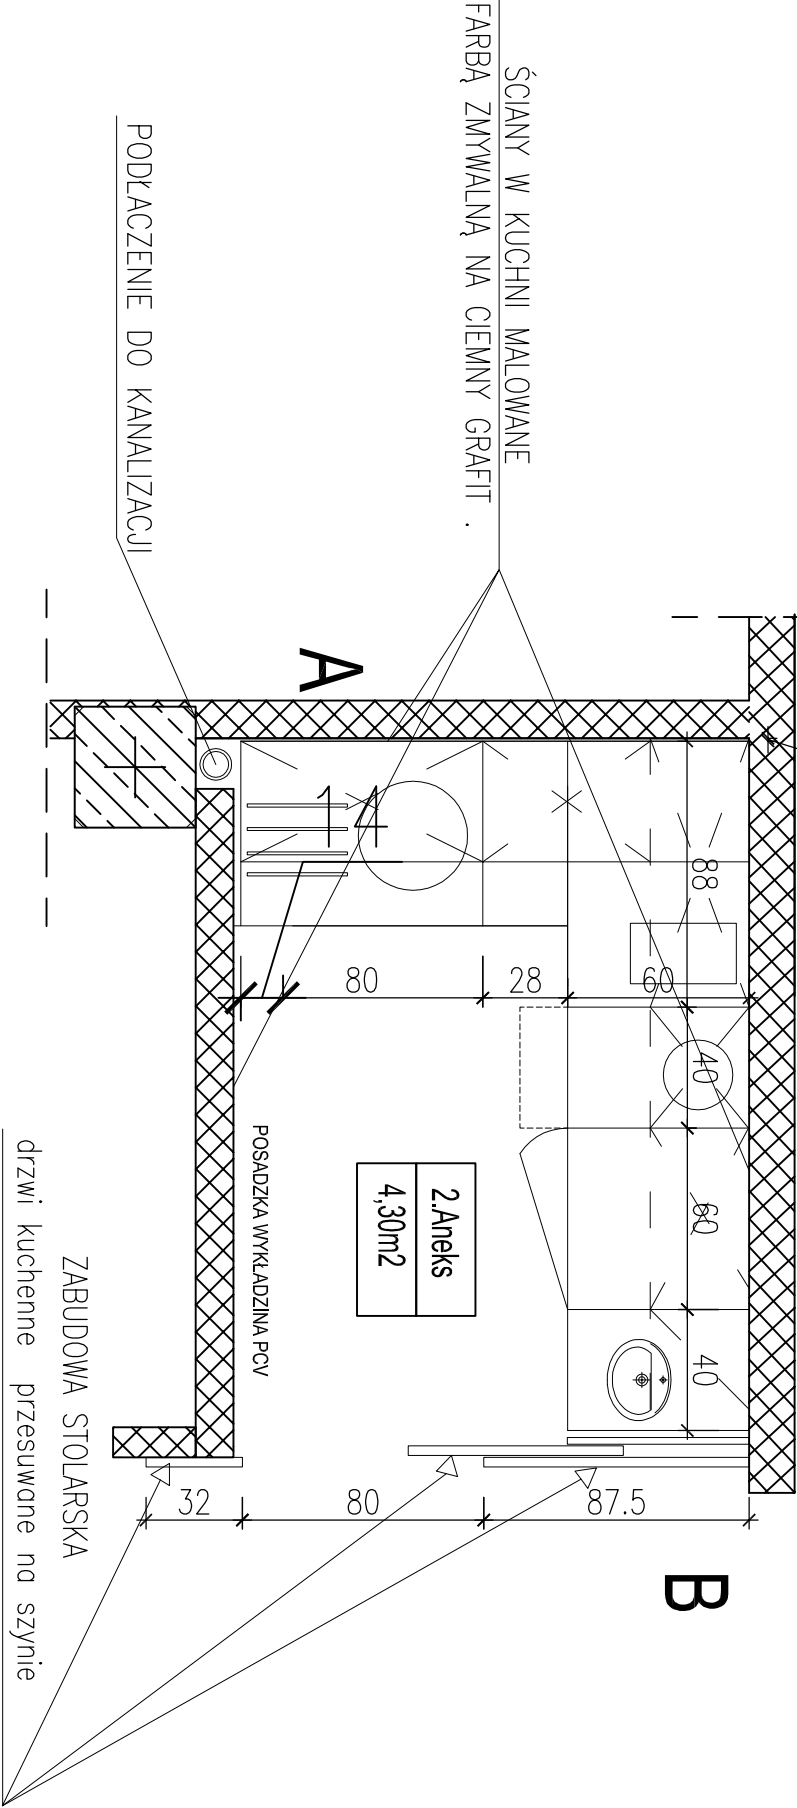 ŚCIANY W KUCHNI MALOWANE
FARBĄ ZMYWALNĄ NA CIEMNY GRAFIT .
PODŁACZENIE DO KANALIZACJI
A
14
88
40
60
40
80
28
60
2.Aneks
4,30m2
POSADZKA WYKŁADZINA PCV
32
80
87.5
B
ZABUDOWA STOLARSKA
drzwi kuchenne przesuwane na szynie